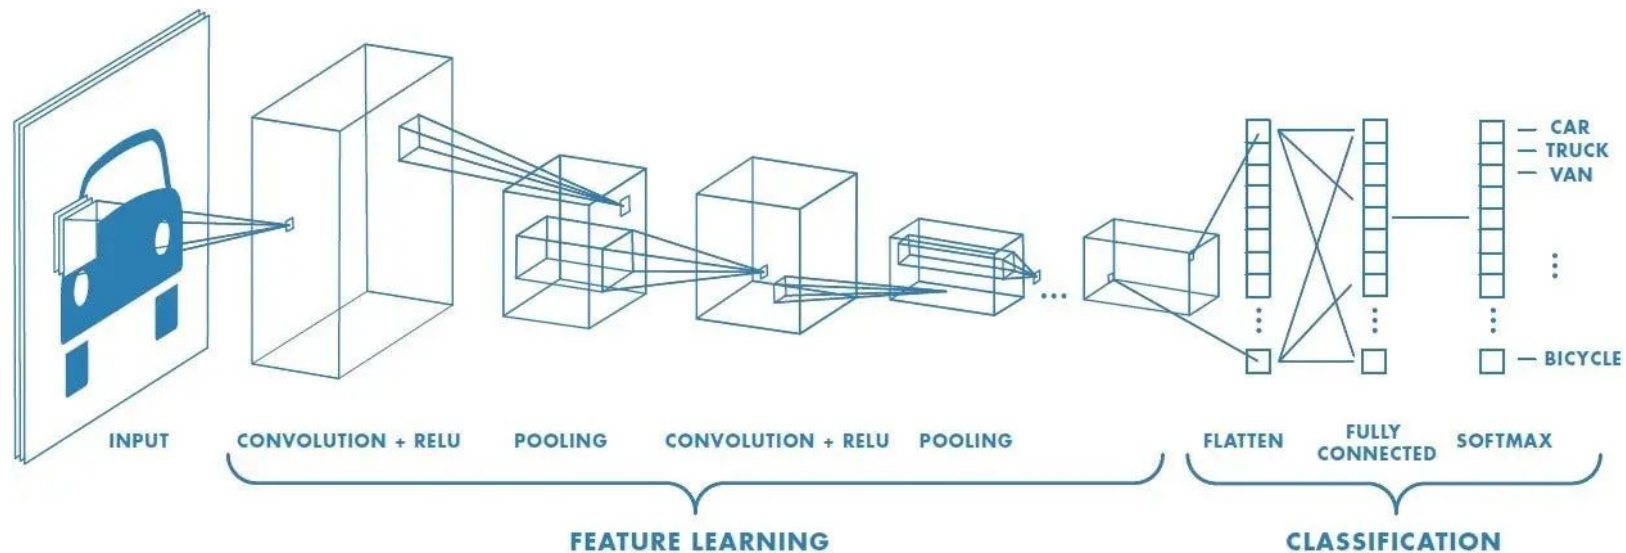 CAR
TRUCK
VAN
BICYCLE
INPUT
CONVOLUTION + RELU
POOLING
CONVOLUTION + RELU
POOLING
FLATTEN
FULLY
CONNECTED
SOFTMAX
FEATURE LEARNING
CLASSIFICATION